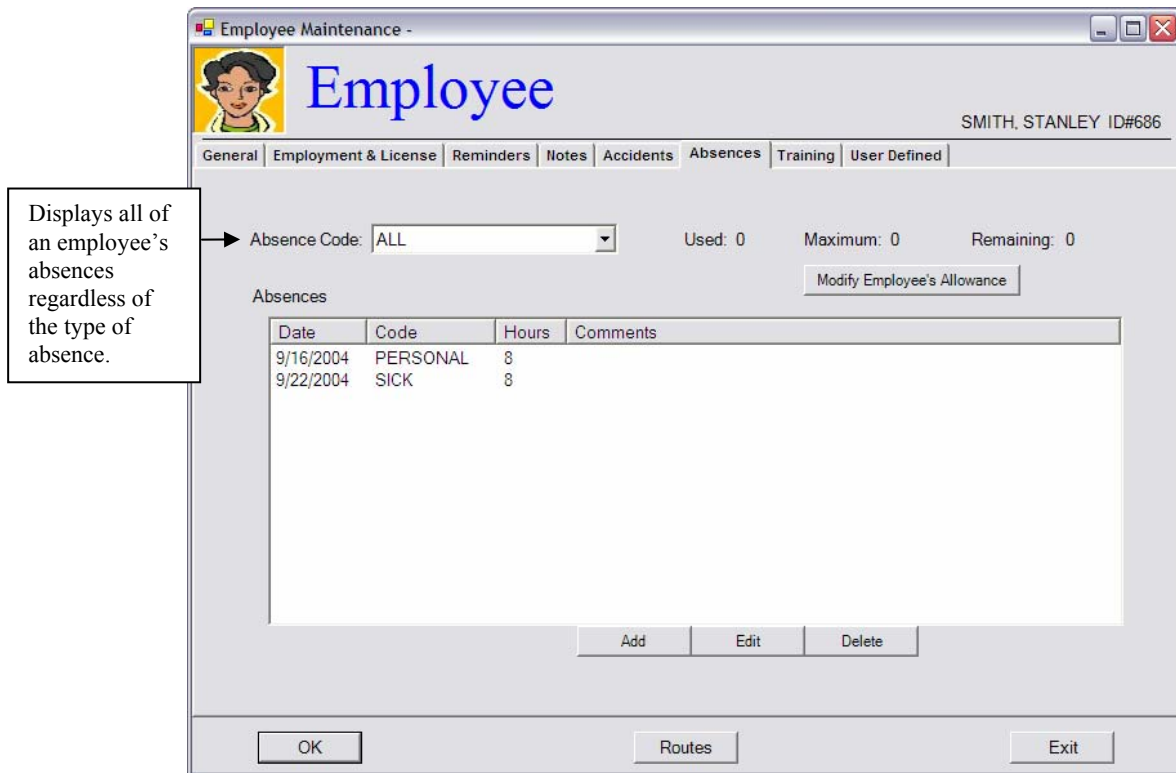 Employee Maintenance -
Employee
SMITH, STANLEY ID#686
General Employment & License Reminders Notes Accidents Absences Training User Defined
Displays all of
an employee’s
absences
regardless of
the type of
absence.
Absence Code: ALL Used: 0 Maximum: 0 Remaining: 0
Modify Employee's Allowance
Absences
Date Code Hours Comments
9/16/2004 PERSONAL 8
9/22/2004 SICK 8
Add Edit Delete
OK Routes Exit